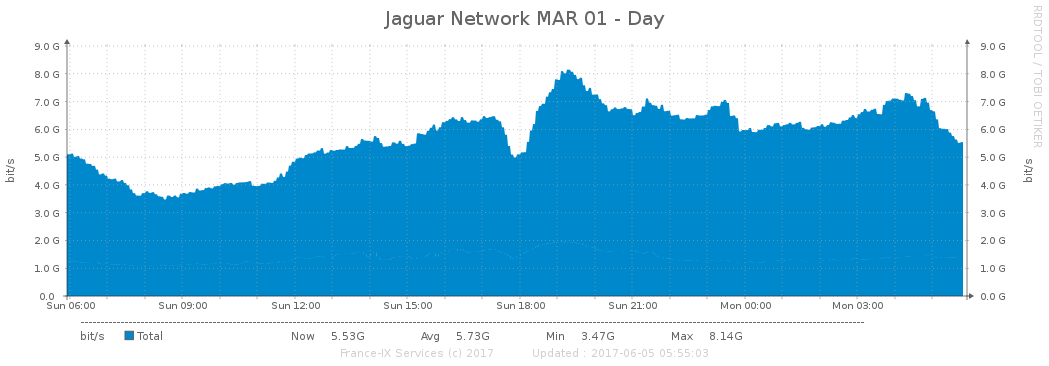 Jaguar Network MAR 01 - Day
RRDTOOL / TOBI OETIKER
9.0 G 9.0 G
8.0 G 8.0 G
7.0 G 7.0 G
6.0 G 6.0 G
5.0 G 5.0 G
4.0 G 4.0 G
3.0 G 3.0 G
2.0 G 2.0 G
1.0 G 1.0 G
0.0 0.0 G
bit/s
bit/s
Sun 06:00 Sun 09:00 Sun 12:00 Sun 15:00 Sun 18:00 Sun 21:00 Mon 00:00 Mon 03:00
bit/s Total Now 5.53G Avg 5.73G Min 3.47G Max 8.14G
France-IX Services (c) 2017 Updated : 2017-06-05 05:55:03